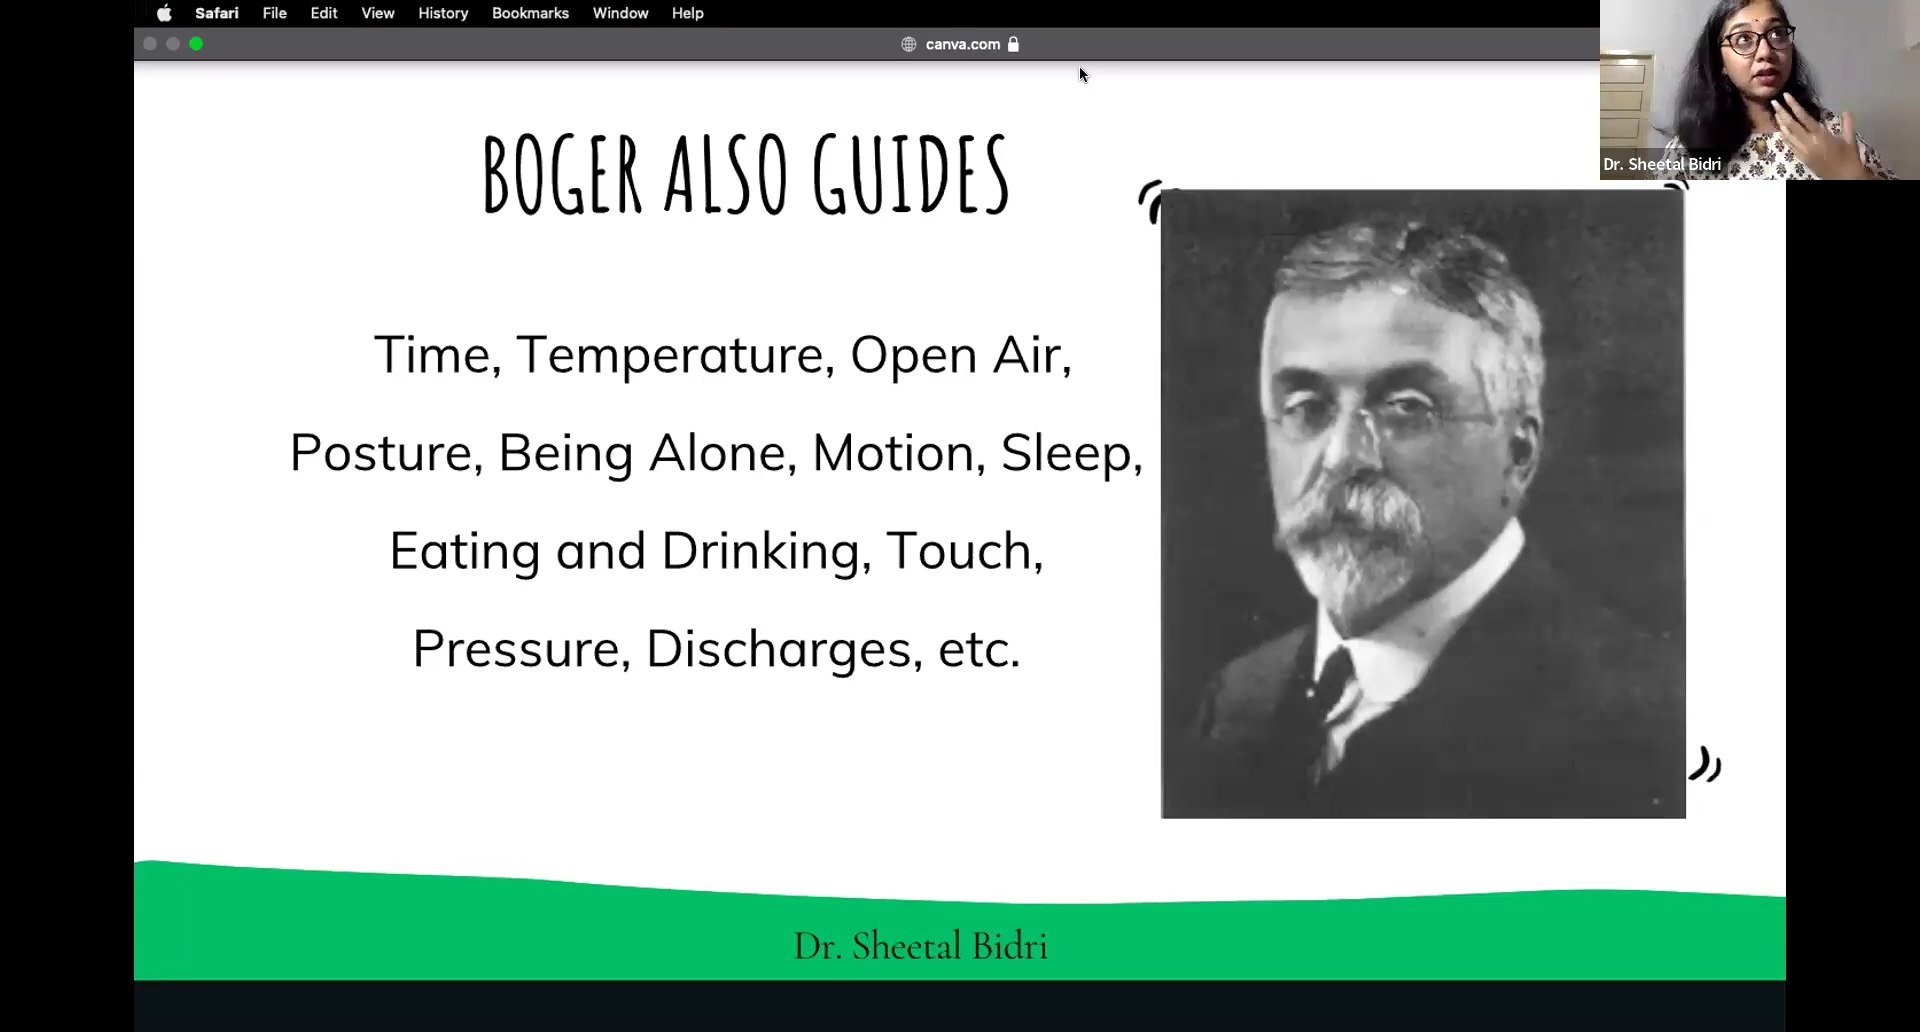 Safari File Edit View History Bookmarks Window Help
canva.com
Dr. Sheetal Bidri
BOGER ALSO GUIDES
Time, Temperature, Open Air,
Posture, Being Alone, Motion, Sleep,
Eating and Drinking, Touch,
Pressure, Discharges, etc.
Dr. Sheetal Bidri